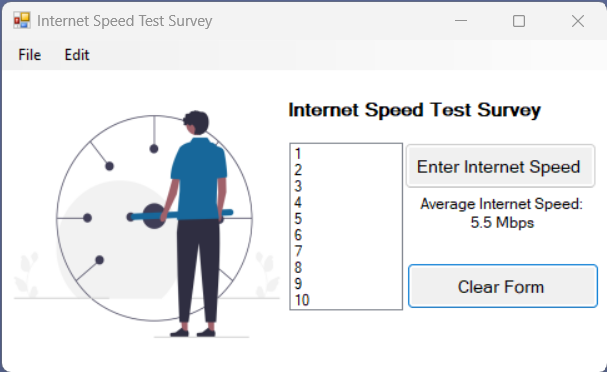 Internet Speed Test Survey
File Edit
Internet Speed Test Survey
1
2
3
4
5
6
7
8
9
10
Enter Internet Speed
Average Internet Speed:
5.5 Mbps
Clear Form